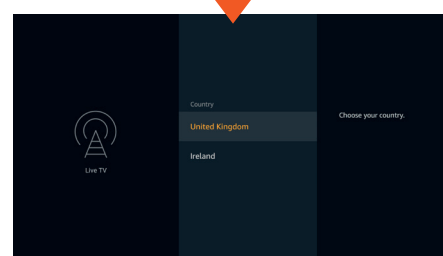 Country
United Kingdom
Choose your country.
Ireland
Live TV